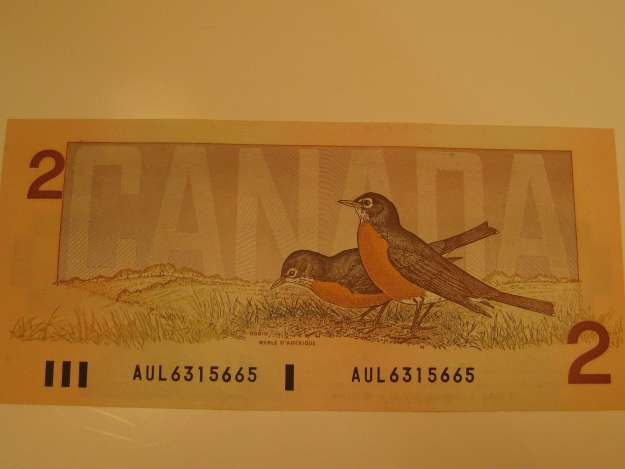 2
CANADA
ROBIN
MERLE D'AMÉRIQUE
2
AUL6315665 AUL6315665